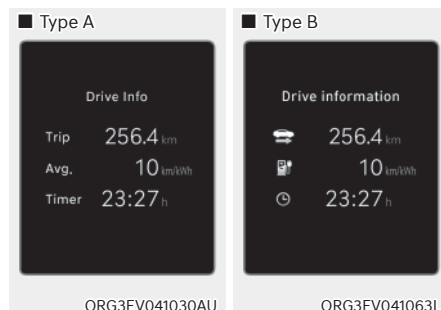 ■ Type A
Drive Info
Trip 256.4 km
Avg. 10 km/kWh
Timer 23:27 h
ORG3EV041030AU
■ Type B
Drive information
256.4 km
10 km/kWh
23:27 h
ORG3EV041063L